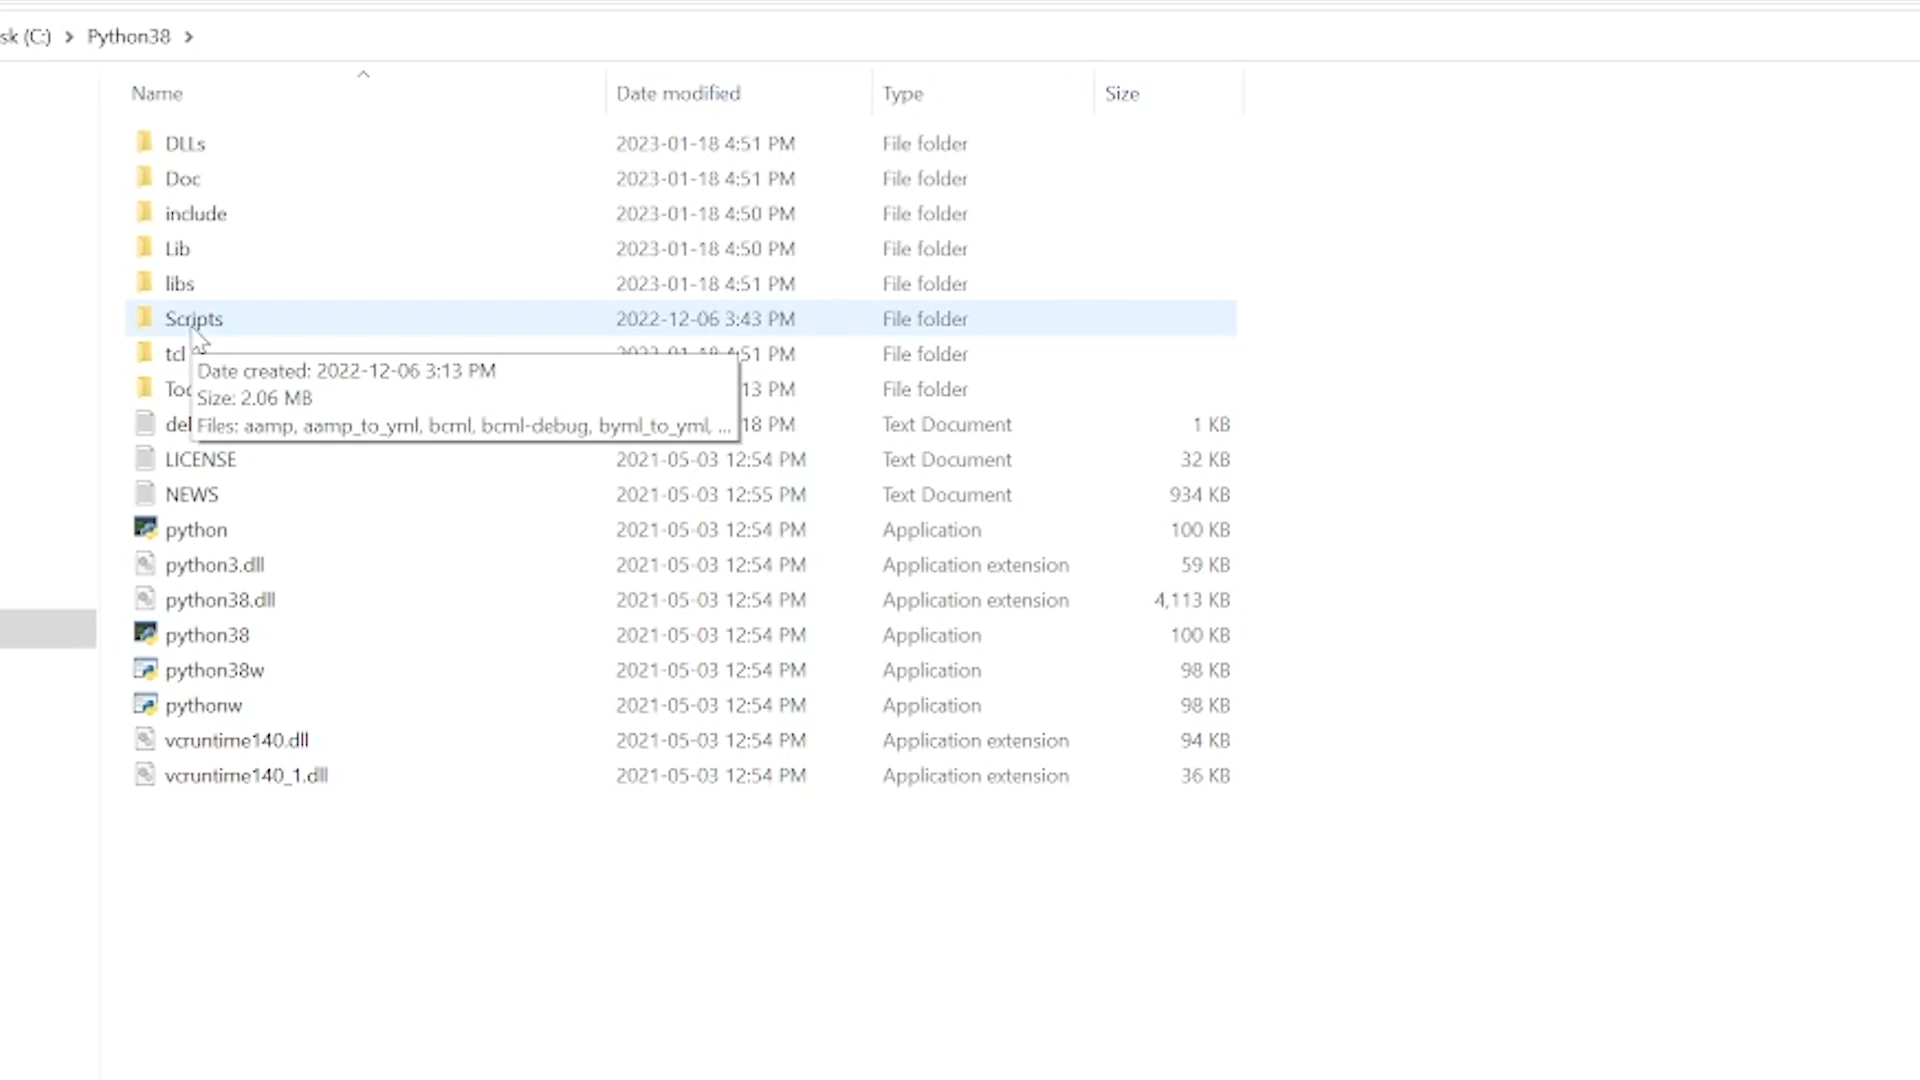 sk (C:) > Python38 >
Name Date modified Type Size
DLLs 2023-01-18 4:51 PM File folder
Doc 2023-01-18 4:51 PM File folder
include 2023-01-18 4:50 PM File folder
Lib 2023-01-18 4:50 PM File folder
libs 2023-01-18 4:51 PM File folder
Scripts 2022-12-06 3:43 PM File folder
tcl :51 PM File folder
Date created: 2022-12-06 3:13 PM
Too 13 PM File folder
Size: 2.06 MB
del 18 PM Text Document 1 KB
Files: aamp, aamp_to_yml, bcml, bcml-debug, byml_to_yml, ...
LICENSE 2021-05-03 12:54 PM Text Document 32 KB
NEWS 2021-05-03 12:55 PM Text Document 934 KB
python 2021-05-03 12:54 PM Application 100 KB
python3.dll 2021-05-03 12:54 PM Application extension 59 KB
python38.dll 2021-05-03 12:54 PM Application extension 4,113 KB
python38 2021-05-03 12:54 PM Application 100 KB
python38w 2021-05-03 12:54 PM Application 98 KB
pythonw 2021-05-03 12:54 PM Application 98 KB
vcruntime140.dll 2021-05-03 12:54 PM Application extension 94 KB
vcruntime140_1.dll 2021-05-03 12:54 PM Application extension 36 KB